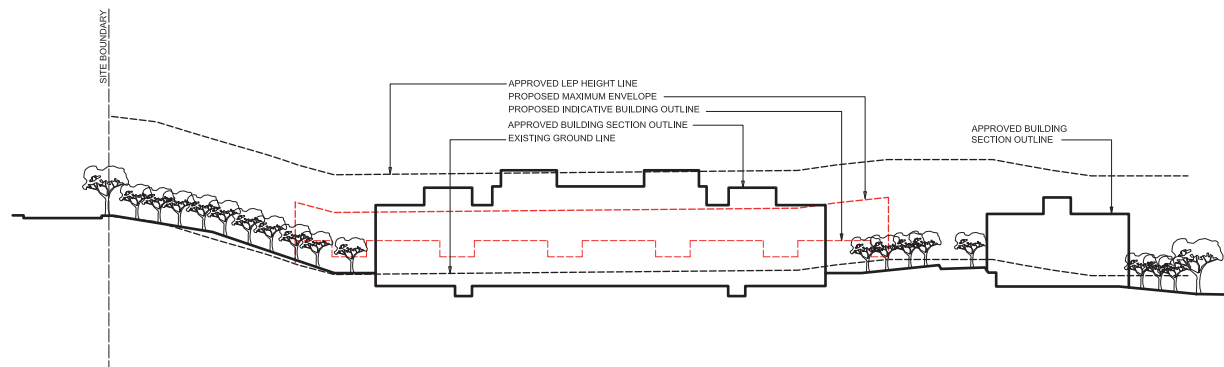 SITE BOUNDARY
APPROVED LEP HEIGHT LINE
PROPOSED MAXIMUM ENVELOPE
PROPOSED INDICATIVE BUILDING OUTLINE
APPROVED BUILDING SECTION OUTLINE
EXISTING GROUND LINE
APPROVED BUILDING
SECTION OUTLINE